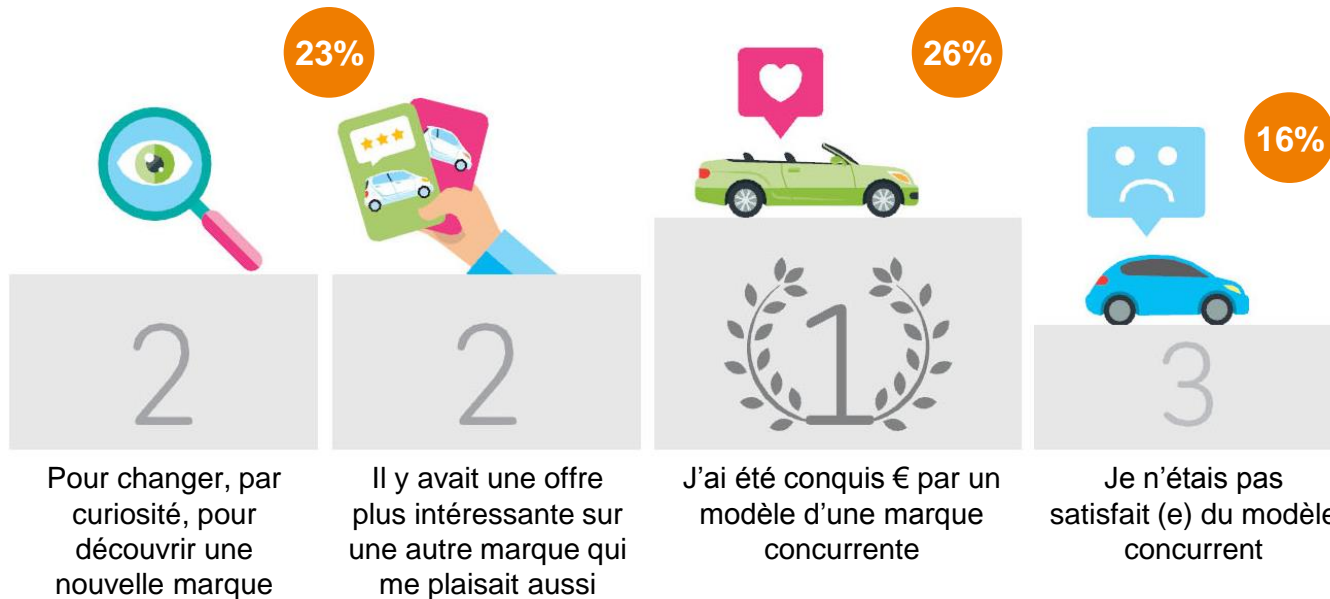 23%
26%
16%
2
2
1
3
Pour changer, par
curiosité, pour
découvrir une
nouvelle marque
Il y avait une offre
plus intéressante sur
une autre marque qui
me plaisait aussi
J'ai été conquis € par un
modèle d'une marque
concurrente
Je n'étais pas
satisfait (e) du modèle
concurrent